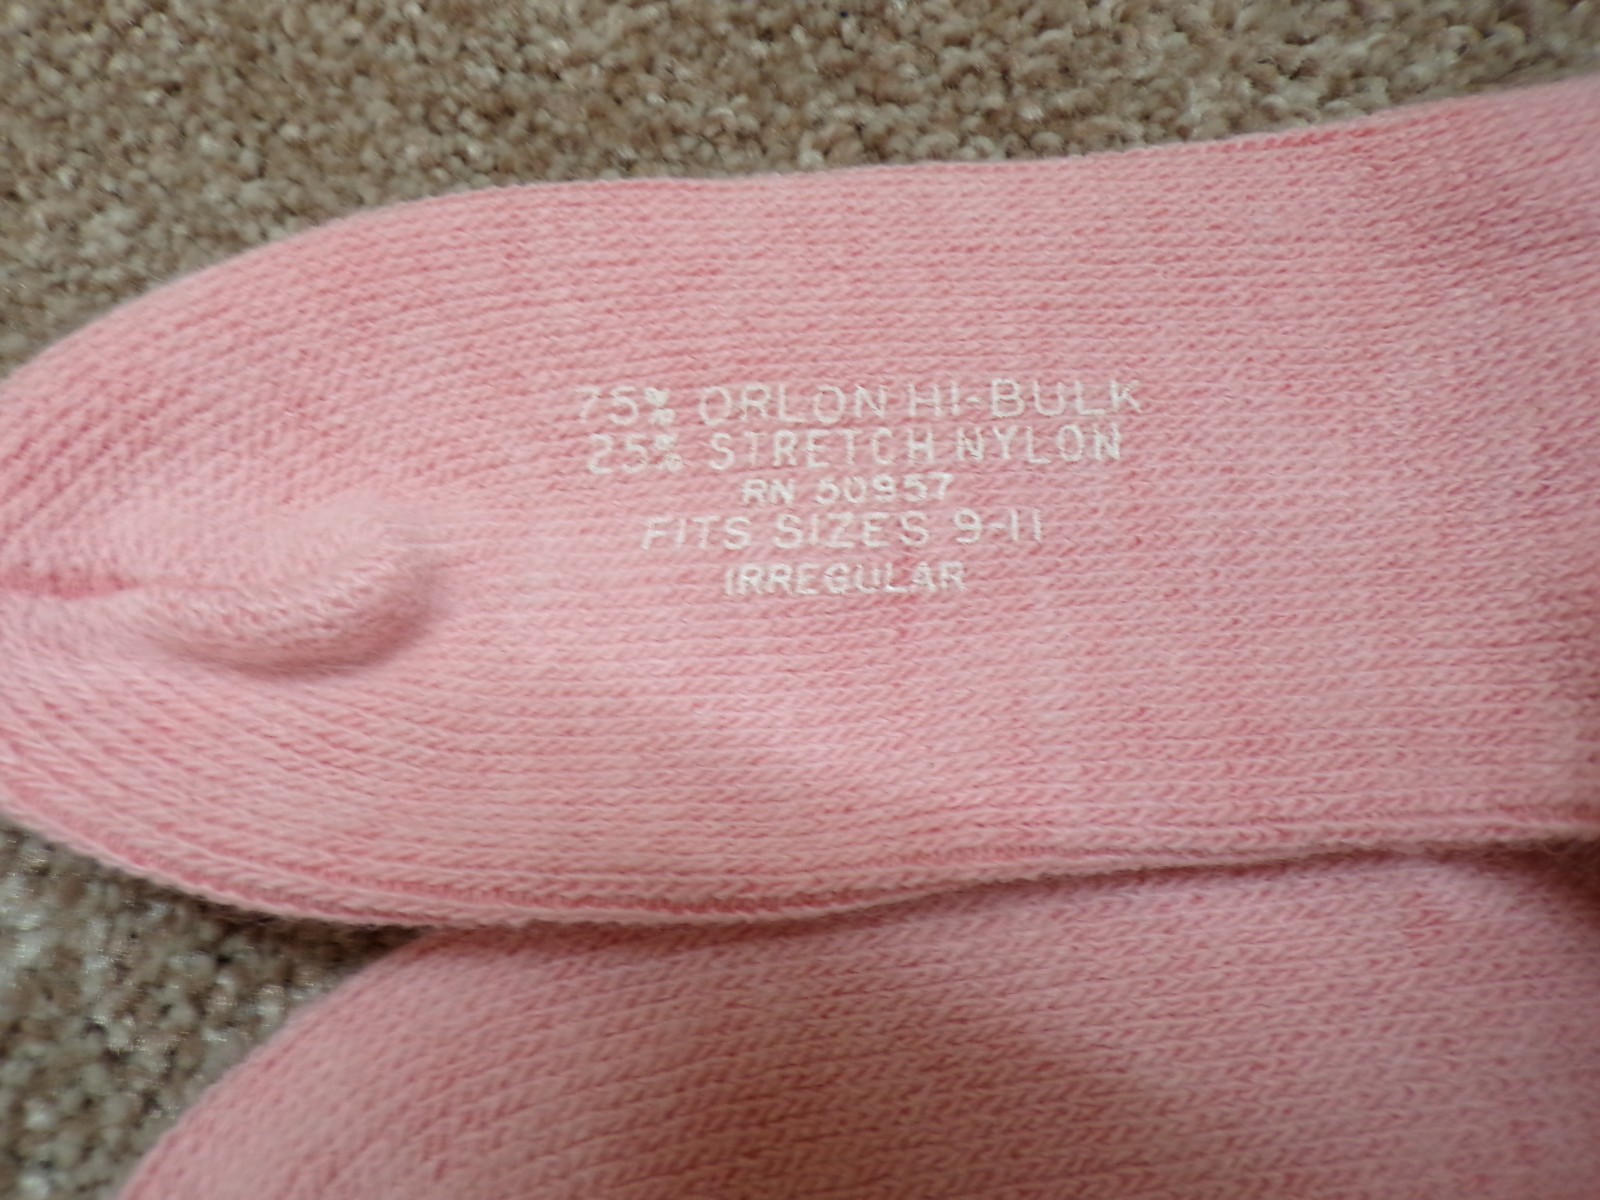 75% ORLON HI-BULK
25% STRETCH NYLON
RN 50957
FITS SIZES 9-11
IRREGULAR